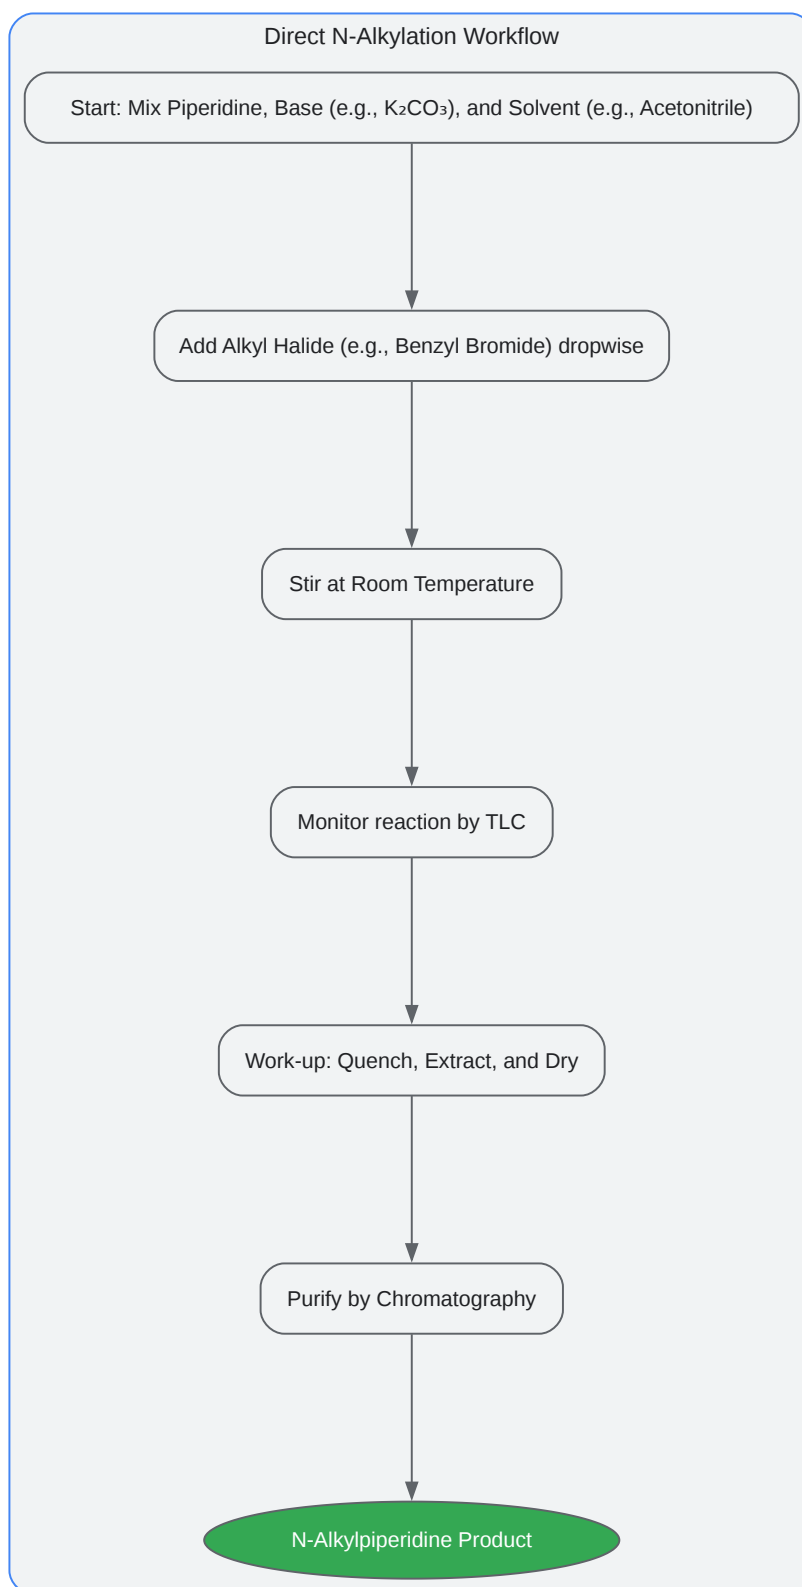 Direct N-Alkylation Workflow
Start: Mix Piperidine, Base (e.g., K₂CO₃), and Solvent (e.g., Acetonitrile)
Add Alkyl Halide (e.g., Benzyl Bromide) dropwise
Stir at Room Temperature
Monitor reaction by TLC
Work-up: Quench, Extract, and Dry
Purify by Chromatography
N-Alkylpiperidine Product